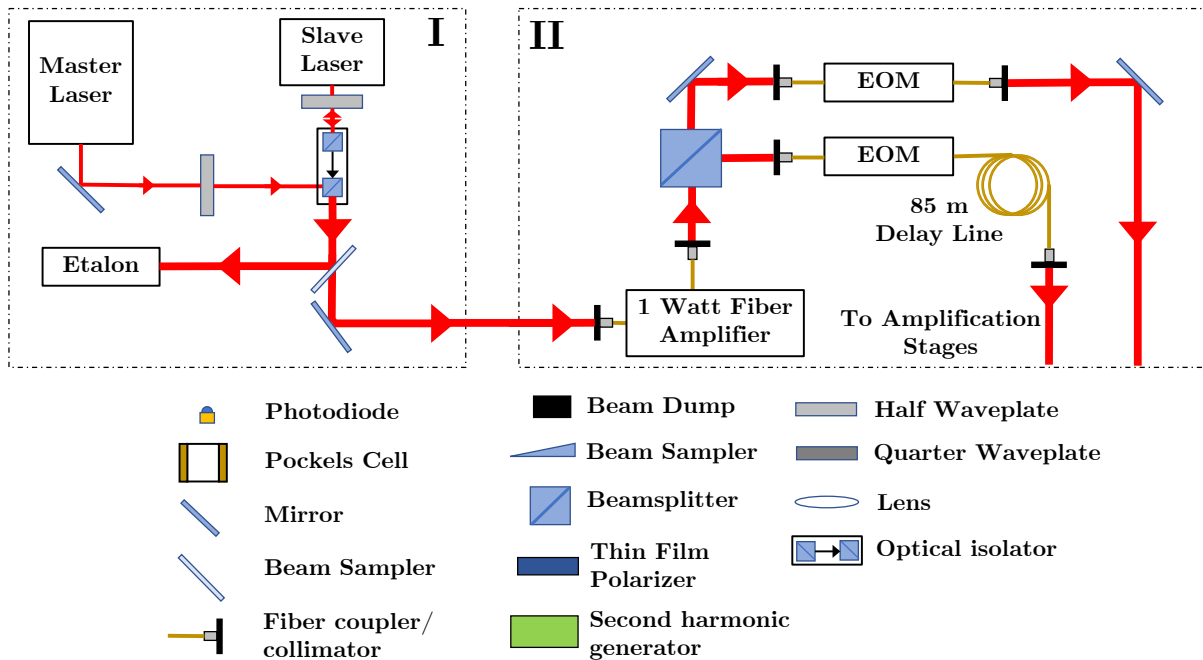 I
Master
Laser
Slave
Laser
Etalon
II
EOM
EOM
85 m
Delay Line
1 Watt Fiber
Amplifier
To Amplification
Stages
Photodiode
Pockels Cell
Mirror
Beam Sampler
Fiber coupler/
collimator
Beam Dump
Beam Sampler
Beamsplitter
Thin Film
Polarizer
Second harmonic
generator
Half Waveplate
Quarter Waveplate
Lens
Optical isolator